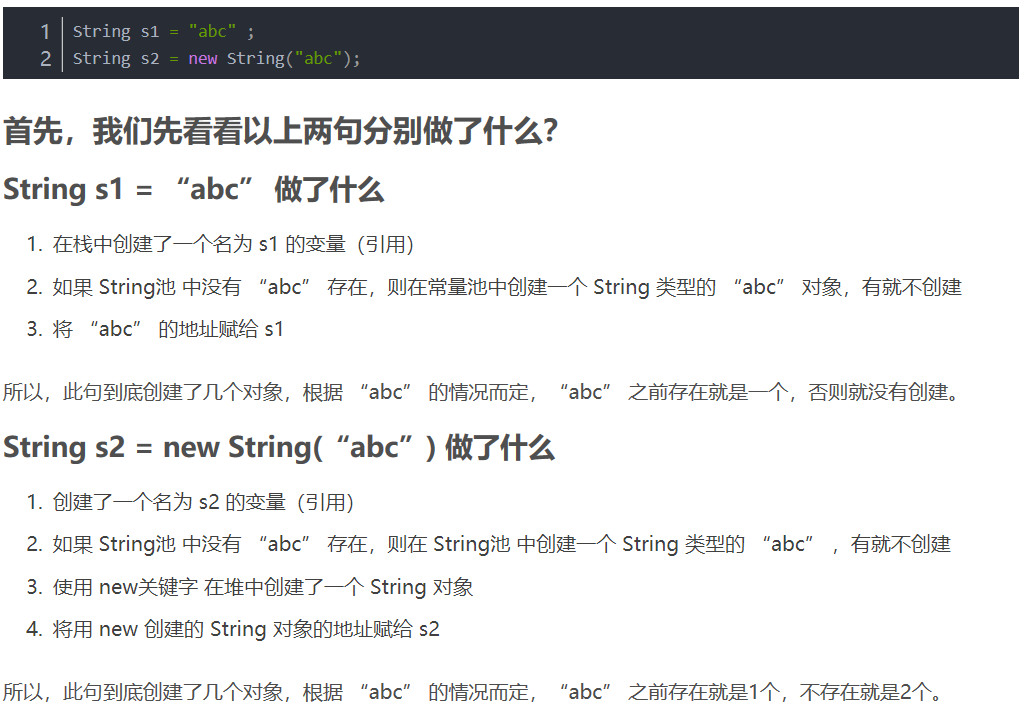 1 String s1 = "abc" ;
2 String s2 = new String("abc");
首先，我们先看看以上两句分别做了什么？
String s1 = “abc” 做了什么
1. 在栈中创建了一个名为 s1 的变量（引用）
2. 如果 String池 中没有 “abc” 存在，则在常量池中创建一个 String 类型的 “abc” 对象，有就不创建
3. 将 “abc” 的地址赋给 s1
所以，此句到底创建了几个对象，根据 “abc” 的情况而定， “abc” 之前存在就是一个，否则就没有创建。
String s2 = new String( “abc” ) 做了什么
1. 创建了一个名为 s2 的变量（引用）
2. 如果 String池 中没有 “abc” 存在，则在 String池 中创建一个 String 类型的 “abc” ，有就不创建
3. 使用 new关键字 在堆中创建了一个 String 对象
4. 将用 new 创建的 String 对象的地址赋给 s2
所以，此句到底创建了几个对象，根据 “abc” 的情况而定， “abc” 之前存在就是1个，不存在就是2个。